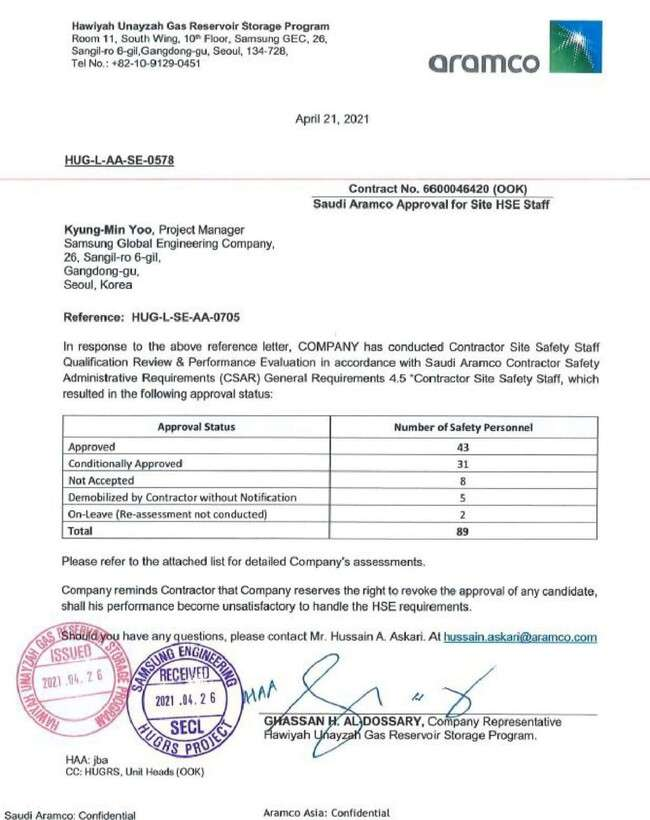 Hawiyah Unayzah Gas Reservoir Storage Program
Room 11, South Wing, 10th Floor, Samsung GEC, 26,
Sangil-ro 6-gil,Gangdong-gu, Seoul, 134-728,
Tel No.: +82-10-9129-0451
aramco
April 21, 2021
HUG-L-AA-SE-0578
Contract No. 6600046420 (OOK)
Saudi Aramco Approval for Site HSE Staff
Kyung-Min Yoo, Project Manager
Samsung Global Engineering Company,
26, Sangil-ro 6-gil,
Gangdong-gu,
Seoul, Korea
Reference: HUG-L-SE-AA-0705
In response to the above reference letter, COMPANY has conducted Contractor Site Safety Staff
Qualification Review & Performance Evaluation in accordance with Saudi Aramco Contractor Safety
Administrative Requirements (CSAR) General Requirements 4.5 "Contractor Site Safety Staff, which
resulted in the following approval status:
Approval Status Number of Safety Personnel
Approved 43
Conditionally Approved 31
Not Accepted 8
Demobilized by Contractor without Notification 5
On-Leave (Re-assessment not conducted) 2
Total 89
Please refer to the attached list for detailed Company's assessments.
Company reminds Contractor that Company reserves the right to revoke the approval of any candidate,
shall his performance become unsatisfactory to handle the HSE requirements.
Should you have any questions, please contact Mr. Hussain A. Askari. At hussain.askari@aramco.com
HAWIYAH UNAYZAH GAS RESERVOIR STORAGE PROGRAM
ISSUED
2021 .04. 26
SAMSUNG ENGINEERING
RECEIVED
2021 .04. 26
SECL
HUGRS PROJECT
HAA
GHASSAN H. AL-DOSSARY, Company Representative
Hawiyah Unayzah Gas Reservoir Storage Program.
HAA: jba
CC: HUGRS, Unit Heads (OOK)
Saudi Aramco: Confidential
Aramco Asia: Confidential